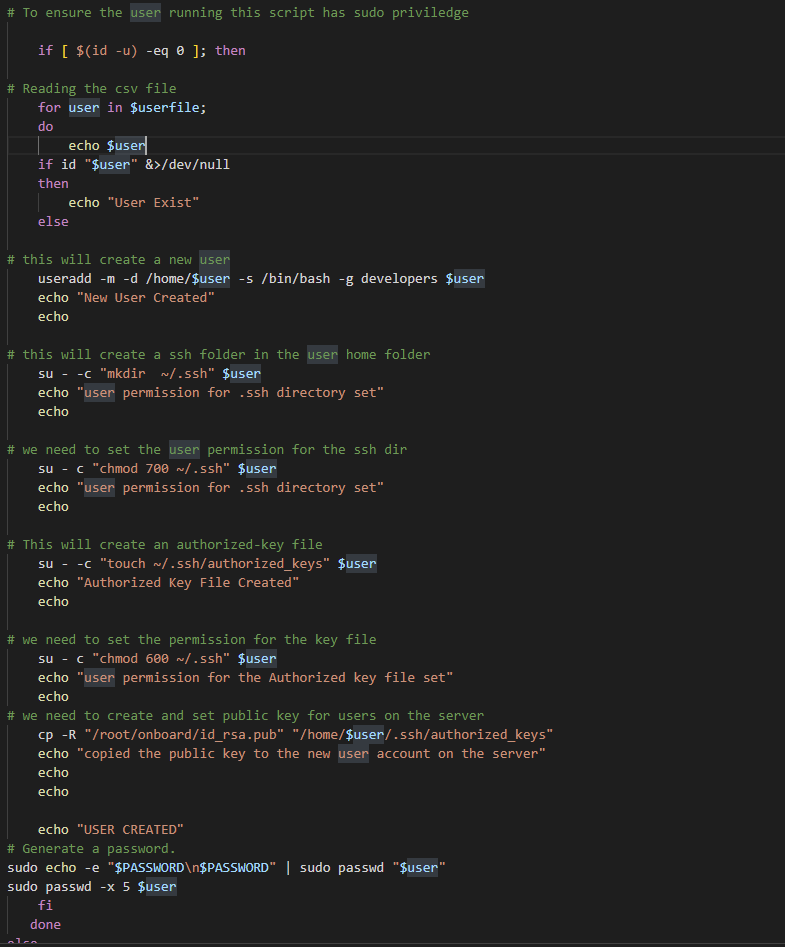 # To ensure the user running this script has sudo priviledge
if [ $(id -u) -eq 0 ]; then
# Reading the csv file
for user in $userfile;
do
echo $user
if id "$user" &>/dev/null
then
echo "User Exist"
else
# this will create a new user
useradd -m -d /home/$user -s /bin/bash -g developers $user
echo "New User Created"
echo
# this will create a ssh folder in the user home folder
su - -c "mkdir  ~/.ssh" $user
echo "user permission for .ssh directory set"
echo
# we need to set the user permission for the ssh dir
su - c "chmod 700 ~/.ssh" $user
echo "user permission for .ssh directory set"
echo
# This will create an authorized-key file
su - -c "touch ~/.ssh/authorized_keys" $user
echo "Authorized Key File Created"
echo
# we need to set the permission for the key file
su - c "chmod 600 ~/.ssh" $user
echo "user permission for the Authorized key file set"
echo
# we need to create and set public key for users on the server
cp -R "/root/onboard/id_rsa.pub" "/home/$user/.ssh/authorized_keys"
echo "copied the public key to the new user account on the server"
echo
echo
echo "USER CREATED"
# Generate a password.
sudo echo -e "$PASSWORD\n$PASSWORD" | sudo passwd "$user"
sudo passwd -x 5 $user
fi
done
else